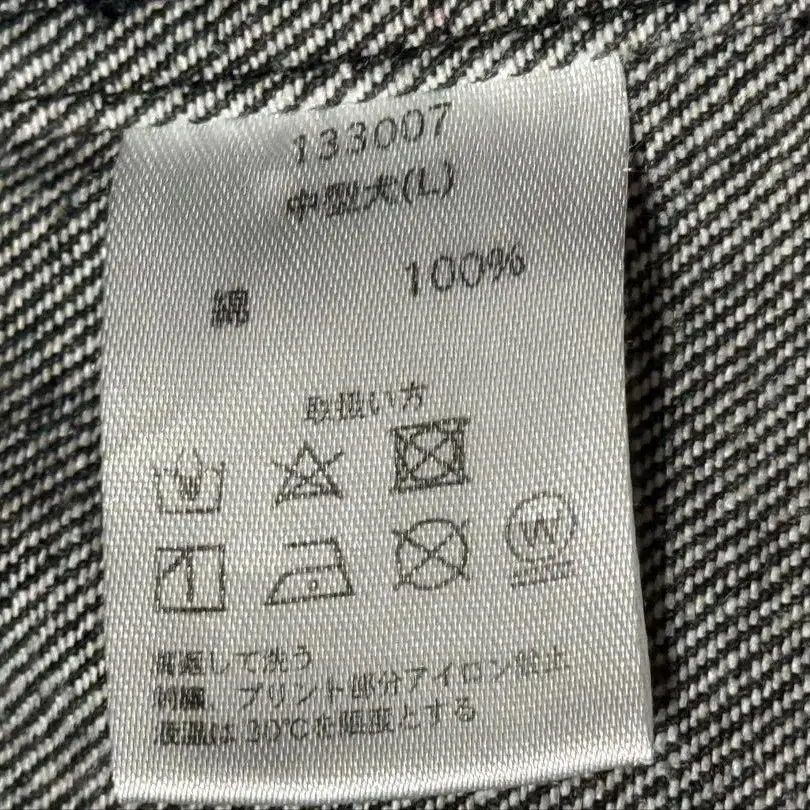 133007
中型犬(L)
綿 100%
取扱い方
W
裏返して洗う
刺繍、プリント部分アイロン禁止
液温は30℃を限度とする